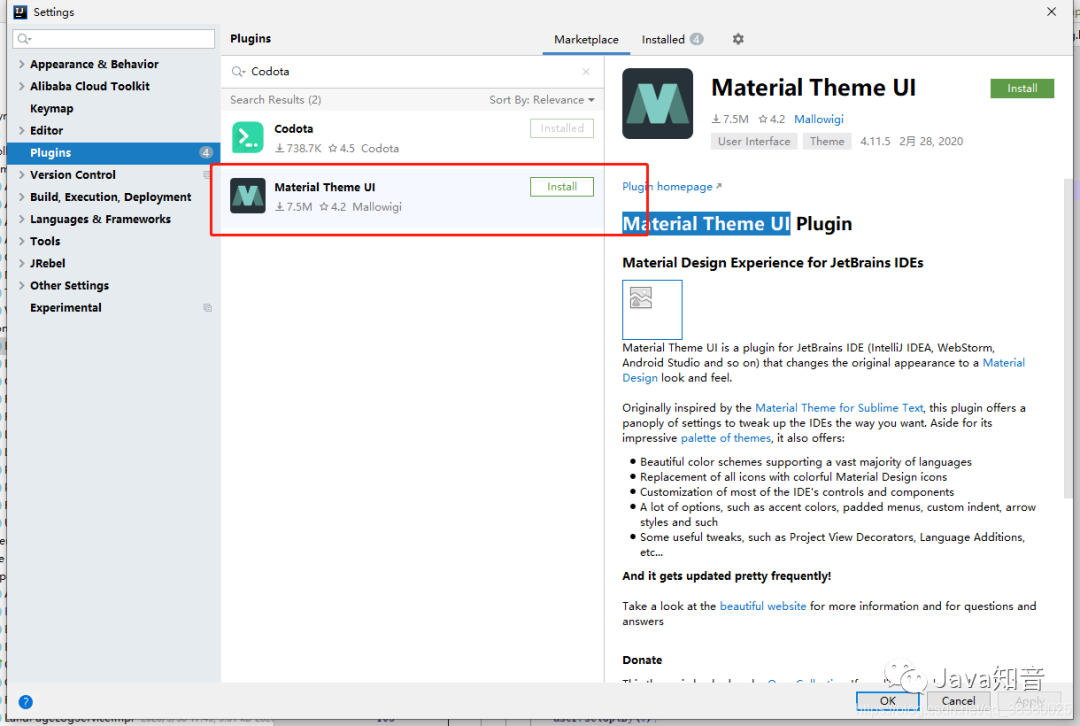 Settings
Plugins
Marketplace
Installed 4
Appearance & Behavior
Alibaba Cloud Toolkit
Keymap
Editor
Plugins 4
Version Control
Build, Execution, Deployment
Languages & Frameworks
Tools
JRebel
Other Settings
Experimental
Codota
Search Results (2)
Sort By: Relevance
Codota
Installed
738.7K 4.5 Codota
Material Theme UI
Install
7.5M 4.2 Mallowigi
Material Theme UI
Install
7.5M 4.2 Mallowigi
User Interface Theme 4.11.5 2月 28, 2020
Plugin homepage
Material Theme UI Plugin
Material Design Experience for JetBrains IDEs
Material Theme UI is a plugin for JetBrains IDE (IntelliJ IDEA, WebStorm,
Android Studio and so on) that changes the original appearance to a Material
Design look and feel.
Originally inspired by the Material Theme for Sublime Text, this plugin offers a
panoply of settings to tweak up the IDEs the way you want. Aside for its
impressive palette of themes, it also offers:
Beautiful color schemes supporting a vast majority of languages
Replacement of all icons with colorful Material Design icons
Customization of most of the IDE's controls and components
A lot of options, such as accent colors, padded menus, custom indent, arrow
styles and such
Some useful tweaks, such as Project View Decorators, Language Additions,
etc...
And it gets updated pretty frequently!
Take a look at the beautiful website for more information and for questions and
answers
Donate
Java知音
?
OK
Cancel
Apply